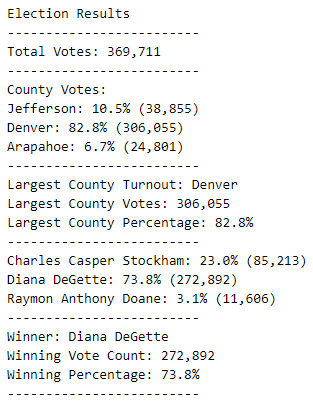 Election Results
-------------------------
Total Votes: 369,711
-------------------------
County Votes:
Jefferson: 10.5% (38,855)
Denver: 82.8% (306,055)
Arapahoe: 6.7% (24,801)
-------------------------
Largest County Turnout: Denver
Largest County Votes: 306,055
Largest County Percentage: 82.8%
-------------------------
Charles Casper Stockham: 23.0% (85,213)
Diana DeGette: 73.8% (272,892)
Raymon Anthony Doane: 3.1% (11,606)
-------------------------
Winner: Diana DeGette
Winning Vote Count: 272,892
Winning Percentage: 73.8%
-------------------------